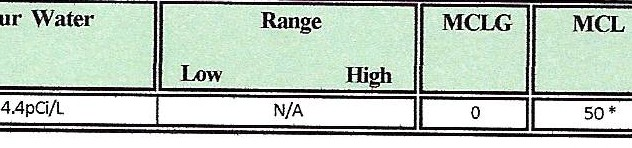 ur Water Range MCLG MCL
Low High
4.4pCi/L N/A 0 50 *